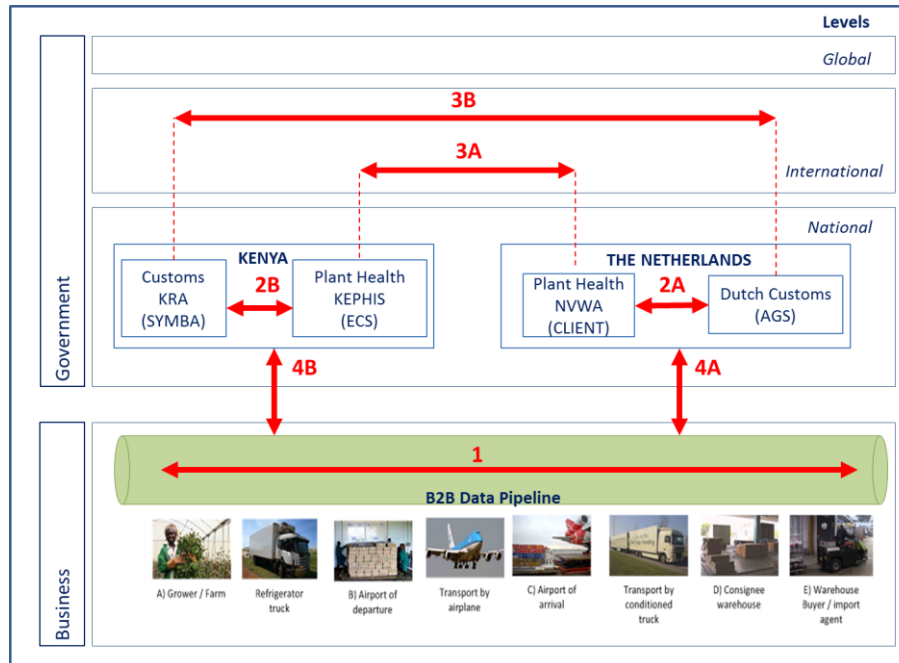 Levels
Global
3B
3A
International
National
KENYA
Customs
KRA
(SYMBA)
2B
Plant Health
KEPHIS
(ECS)
THE NETHERLANDS
Plant Health
NVWA
(CLIENT)
2A
Dutch Customs
(AGS)
Government
4B
4A
1
B2B Data Pipeline
Business
A) Grower / Farm
Refrigerator
truck
B) Airport of
departure
Transport by
airplane
C) Airport of
arrival
Transport by
conditioned
truck
D) Consignee
warehouse
E) Warehouse
Buyer / import
agent